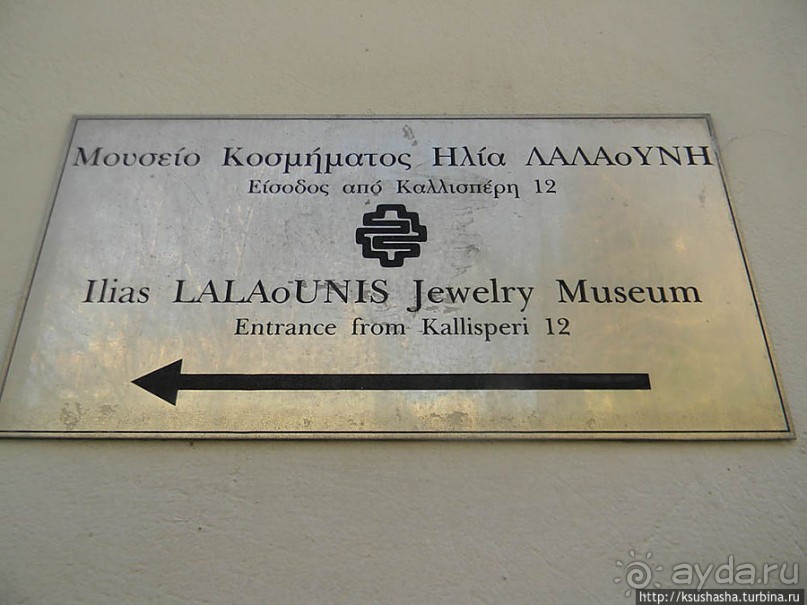 Μουσείο Κοσμήματος Ηλία ΛΑΛΑοΥΝΗ
Είσοδος από Καλλισπέρη 12
Ilias LALAoUNIS Jewelry Museum
Entrance from Kallisperi 12
ayda.ru
http://ksushasha.turbina.ru